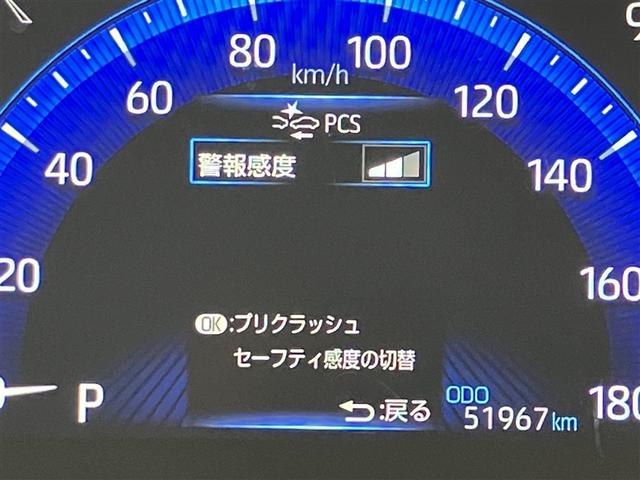 80 100
km/h
60 120
PCS
警報感度
40 140
20 160
OK:プリクラッシュ
セーフティ感度の切替
P
:戻る
ODO
51967km
180